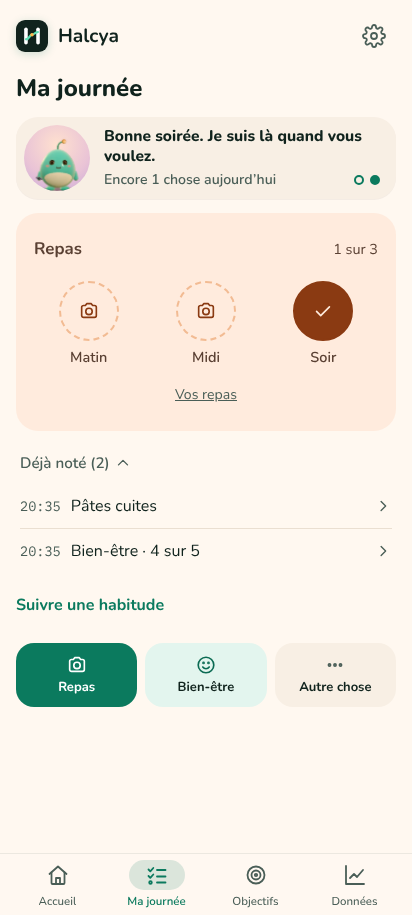 Halcya
Ma journée
Bonne soirée. Je suis là quand vous
voulez.
Encore 1 chose aujourd’hui
Repas
1 sur 3
Matin
Midi
Soir
Vos repas
Déjà noté (2)
20:35 Pâtes cuites
20:35 Bien-être · 4 sur 5
Suivre une habitude
Repas
Bien-être
Autre chose
Accueil
Ma journée
Objectifs
Données